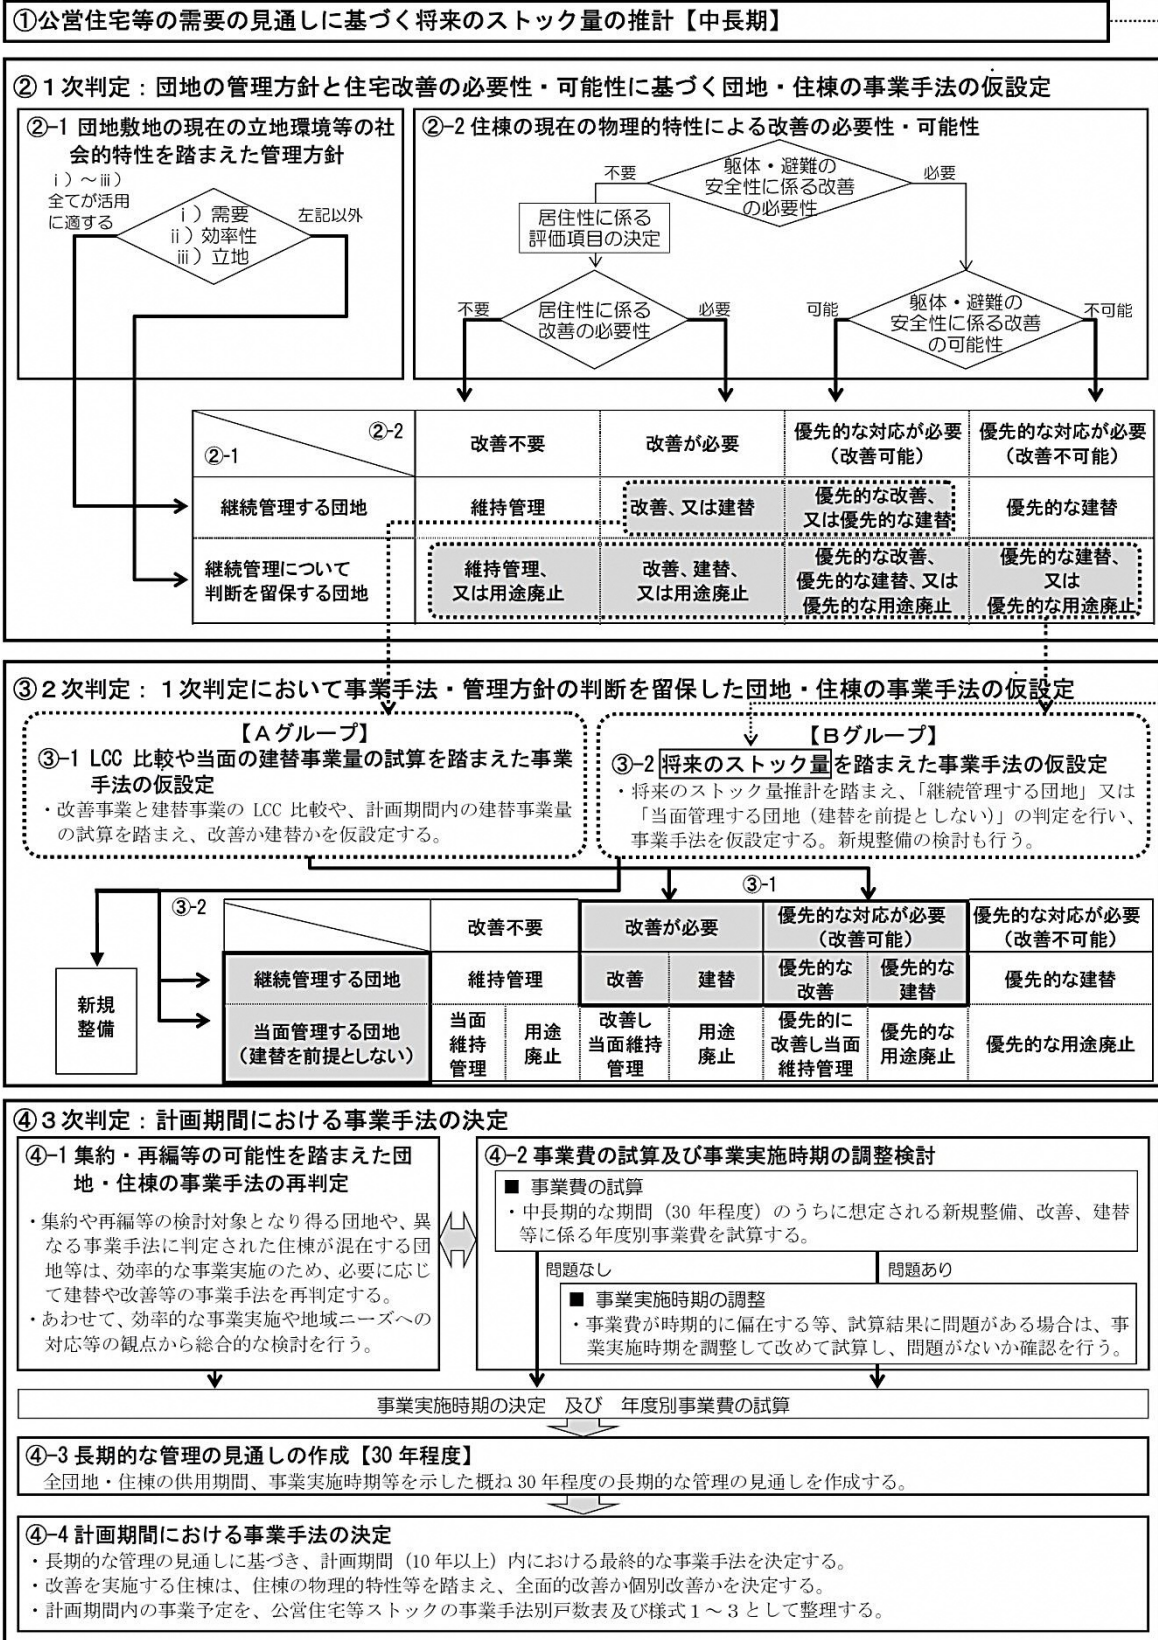 ①公営住宅等の需要の見通しに基づく将来のストック量の推計【中長期】
②１次判定：団地の管理方針と住宅改善の必要性・可能性に基づく団地・住棟の事業手法の仮設定
②-1 団地敷地の現在の立地環境等の社
会的特性を踏まえた管理方針
ⅰ）～ⅲ）
全てが活用
に適する
ⅰ）需要
ⅱ）効率性
ⅲ）立地
左記以外
②-2 住棟の現在の物理的特性による改善の必要性・可能性
不要
躯体・避難の
安全性に係る改善
の必要性
必要
居住性に係る
評価項目の決定
不要
居住性に係る
改善の必要性
必要
可能
躯体・避難の
安全性に係る改善
の可能性
不可能
②-2
②-1
改善不要
改善が必要
優先的な対応が必要
（改善可能）
優先的な対応が必要
（改善不可能）
継続管理する団地
維持管理
改善、又は建替
優先的な改善、
又は優先的な建替
優先的な建替
継続管理について
判断を留保する団地
維持管理、
又は用途廃止
改善、建替、
又は用途廃止
優先的な改善、
優先的な建替、又は
優先的な用途廃止
優先的な建替、
又は
優先的な用途廃止
③２次判定：１次判定において事業手法・管理方針の判断を留保した団地・住棟の事業手法の仮設定
【Ａグループ】
③-1 LCC 比較や当面の建替事業量の試算を踏まえた事業
手法の仮設定
・改善事業と建替事業の LCC 比較や、計画期間内の建替事業量
の試算を踏まえ、改善か建替かを仮設定する。
【Ｂグループ】
③-2 将来のストック量を踏まえた事業手法の仮設定
・将来のストック量推計を踏まえ、「継続管理する団地」又は
「当面管理する団地（建替を前提としない）」の判定を行い、
事業手法を仮設定する。新規整備の検討も行う。
③-1
③-2
新規
整備
改善不要
改善が必要
優先的な対応が必要
（改善可能）
優先的な対応が必要
（改善不可能）
継続管理する団地
維持管理
改善
建替
優先的な
改善
優先的な
建替
優先的な建替
当面管理する団地
（建替を前提としない）
当面
維持
管理
用途
廃止
改善し
当面維持
管理
用途
廃止
優先的に
改善し当面
維持管理
優先的な
用途廃止
優先的な用途廃止
④３次判定：計画期間における事業手法の決定
④-1 集約・再編等の可能性を踏まえた団
地・住棟の事業手法の再判定
・集約や再編等の検討対象となり得る団地や、異
なる事業手法に判定された住棟が混在する団
地等は、効率的な事業実施のため、必要に応じ
て建替や改善等の事業手法を再判定する。
・あわせて、効率的な事業実施や地域ニーズへの
対応等の観点から総合的な検討を行う。
④-2 事業費の試算及び事業実施時期の調整検討
■ 事業費の試算
・中長期的な期間（30 年程度）のうちに想定される新規整備、改善、建替
等に係る年度別事業費を試算する。
問題なし
問題あり
■ 事業実施時期の調整
・事業費が時期的に偏在する等、試算結果に問題がある場合は、事
業実施時期を調整して改めて試算し、問題がないか確認を行う。
事業実施時期の決定　及び　年度別事業費の試算
④-3 長期的な管理の見通しの作成【30 年程度】
全団地・住棟の供用期間、事業実施時期等を示した概ね 30 年程度の長期的な管理の見通しを作成する。
④-4 計画期間における事業手法の決定
・長期的な管理の見通しに基づき、計画期間（10 年以上）内における最終的な事業手法を決定する。
・改善を実施する住棟は、住棟の物理的特性等を踏まえ、全面的改善か個別改善かを決定する。
・計画期間内の事業予定を、公営住宅等ストックの事業手法別戸数表及び様式１～３として整理する。